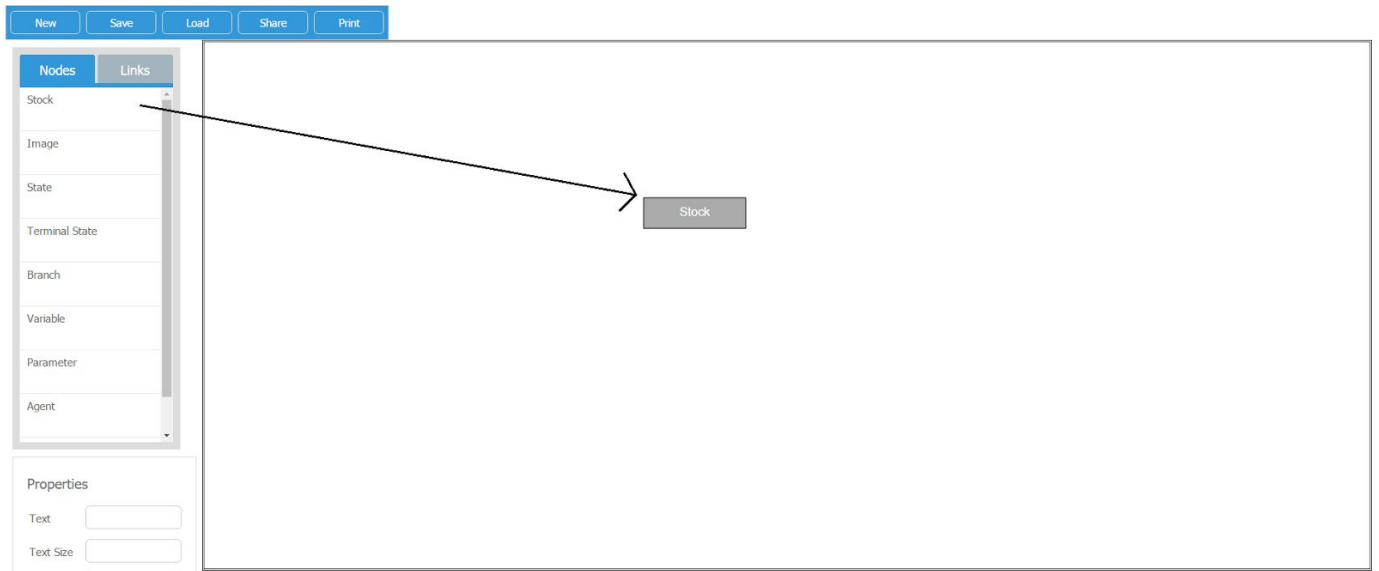 New Save Load Share Print
Nodes Links
Stock
Image
State
Terminal State
Branch
Variable
Parameter
Agent
Stock
Properties
Text
Text Size